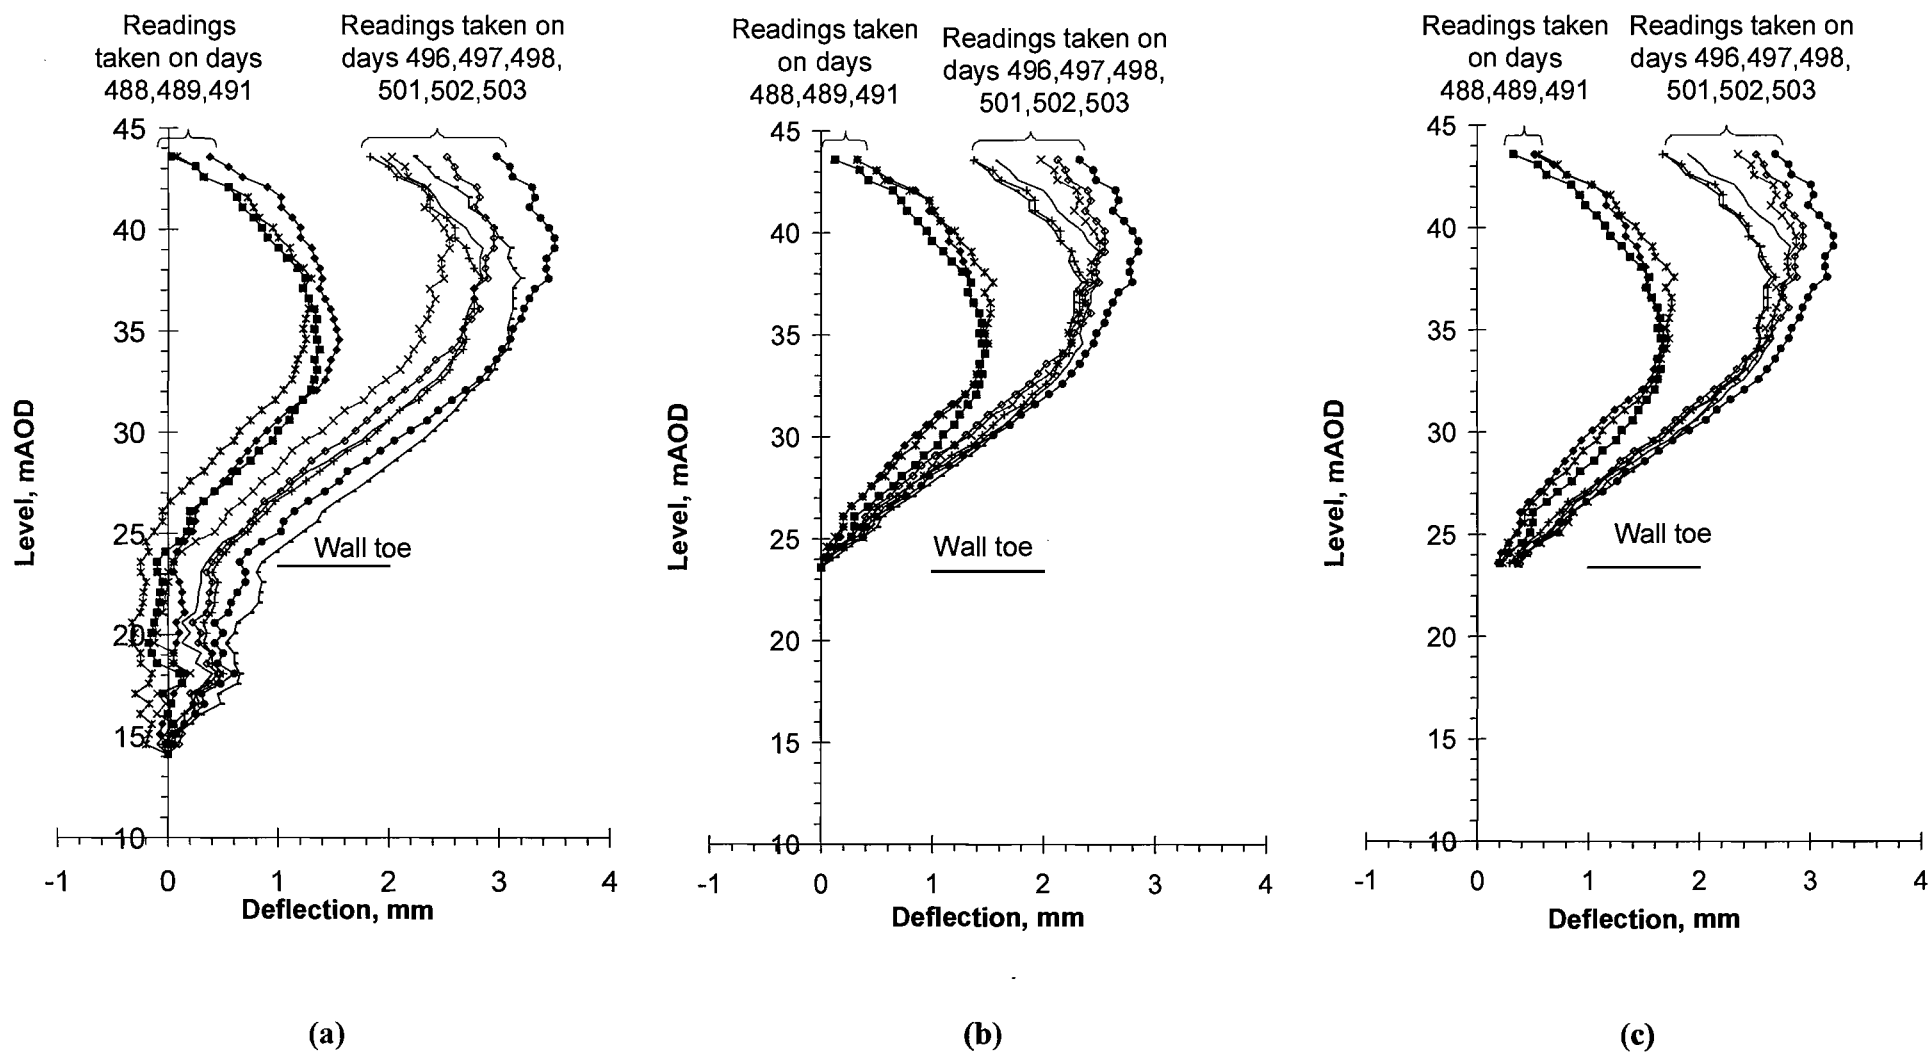 Readings
taken on days
488,489,491
Readings taken on
days 496,497,498,
501,502,503
45
40
35
30
25
20
15
10
Level, mAOD
Wall toe
-1 0 1 2 3 4
Deflection, mm
(a)
Readings taken
on days
488,489,491
Readings taken on
days 496,497,498,
501,502,503
45
40
35
30
25
20
15
10
Level, mAOD
Wall toe
-1 0 1 2 3 4
Deflection, mm
(b)
Readings taken
on days
488,489,491
Readings taken on
days 496,497,498,
501,502,503
45
40
35
30
25
20
15
10
Level, mAOD
Wall toe
-1 0 1 2 3 4
Deflection, mm
(c)